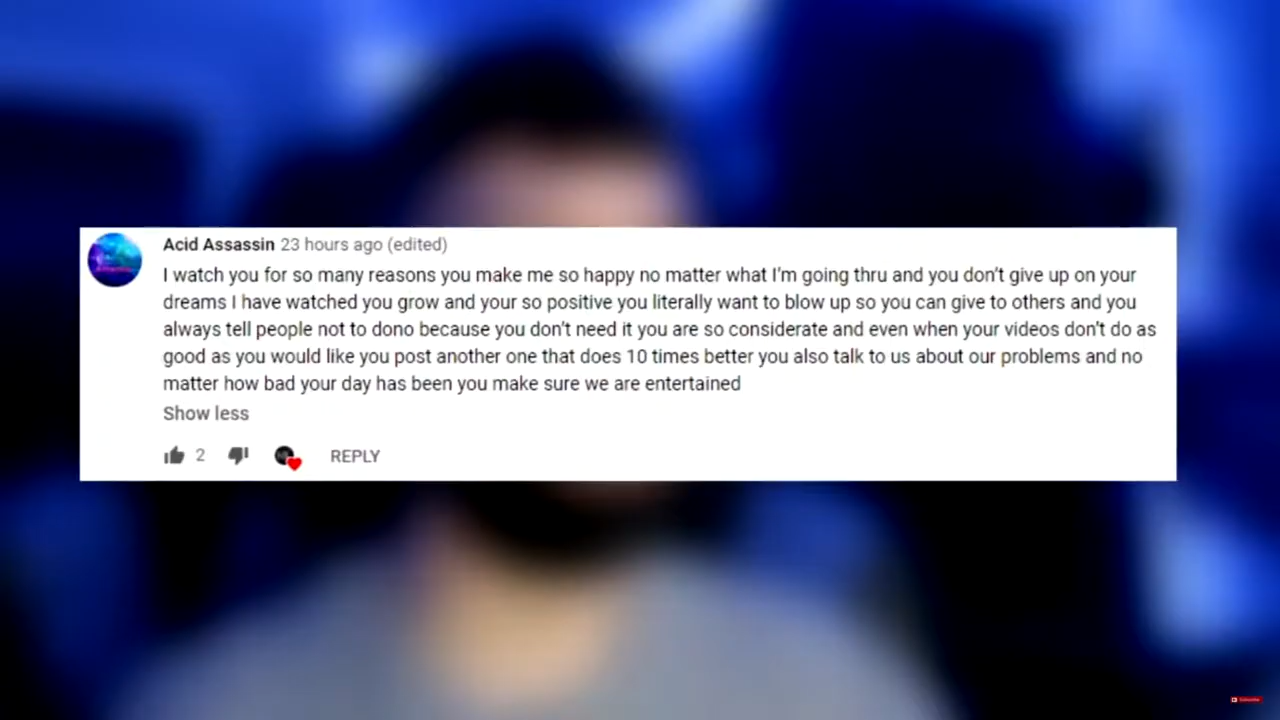 Acid Assassin 23 hours ago (edited)
I watch you for so many reasons you make me so happy no matter what I'm going thru and you don't give up on your
dreams I have watched you grow and your so positive you literally want to blow up so you can give to others and you
always tell people not to dono because you don't need it you are so considerate and even when your videos don't do as
good as you would like you post another one that does 10 times better you also talk to us about our problems and no
matter how bad your day has been you make sure we are entertained
Show less
2
REPLY
Subscribe